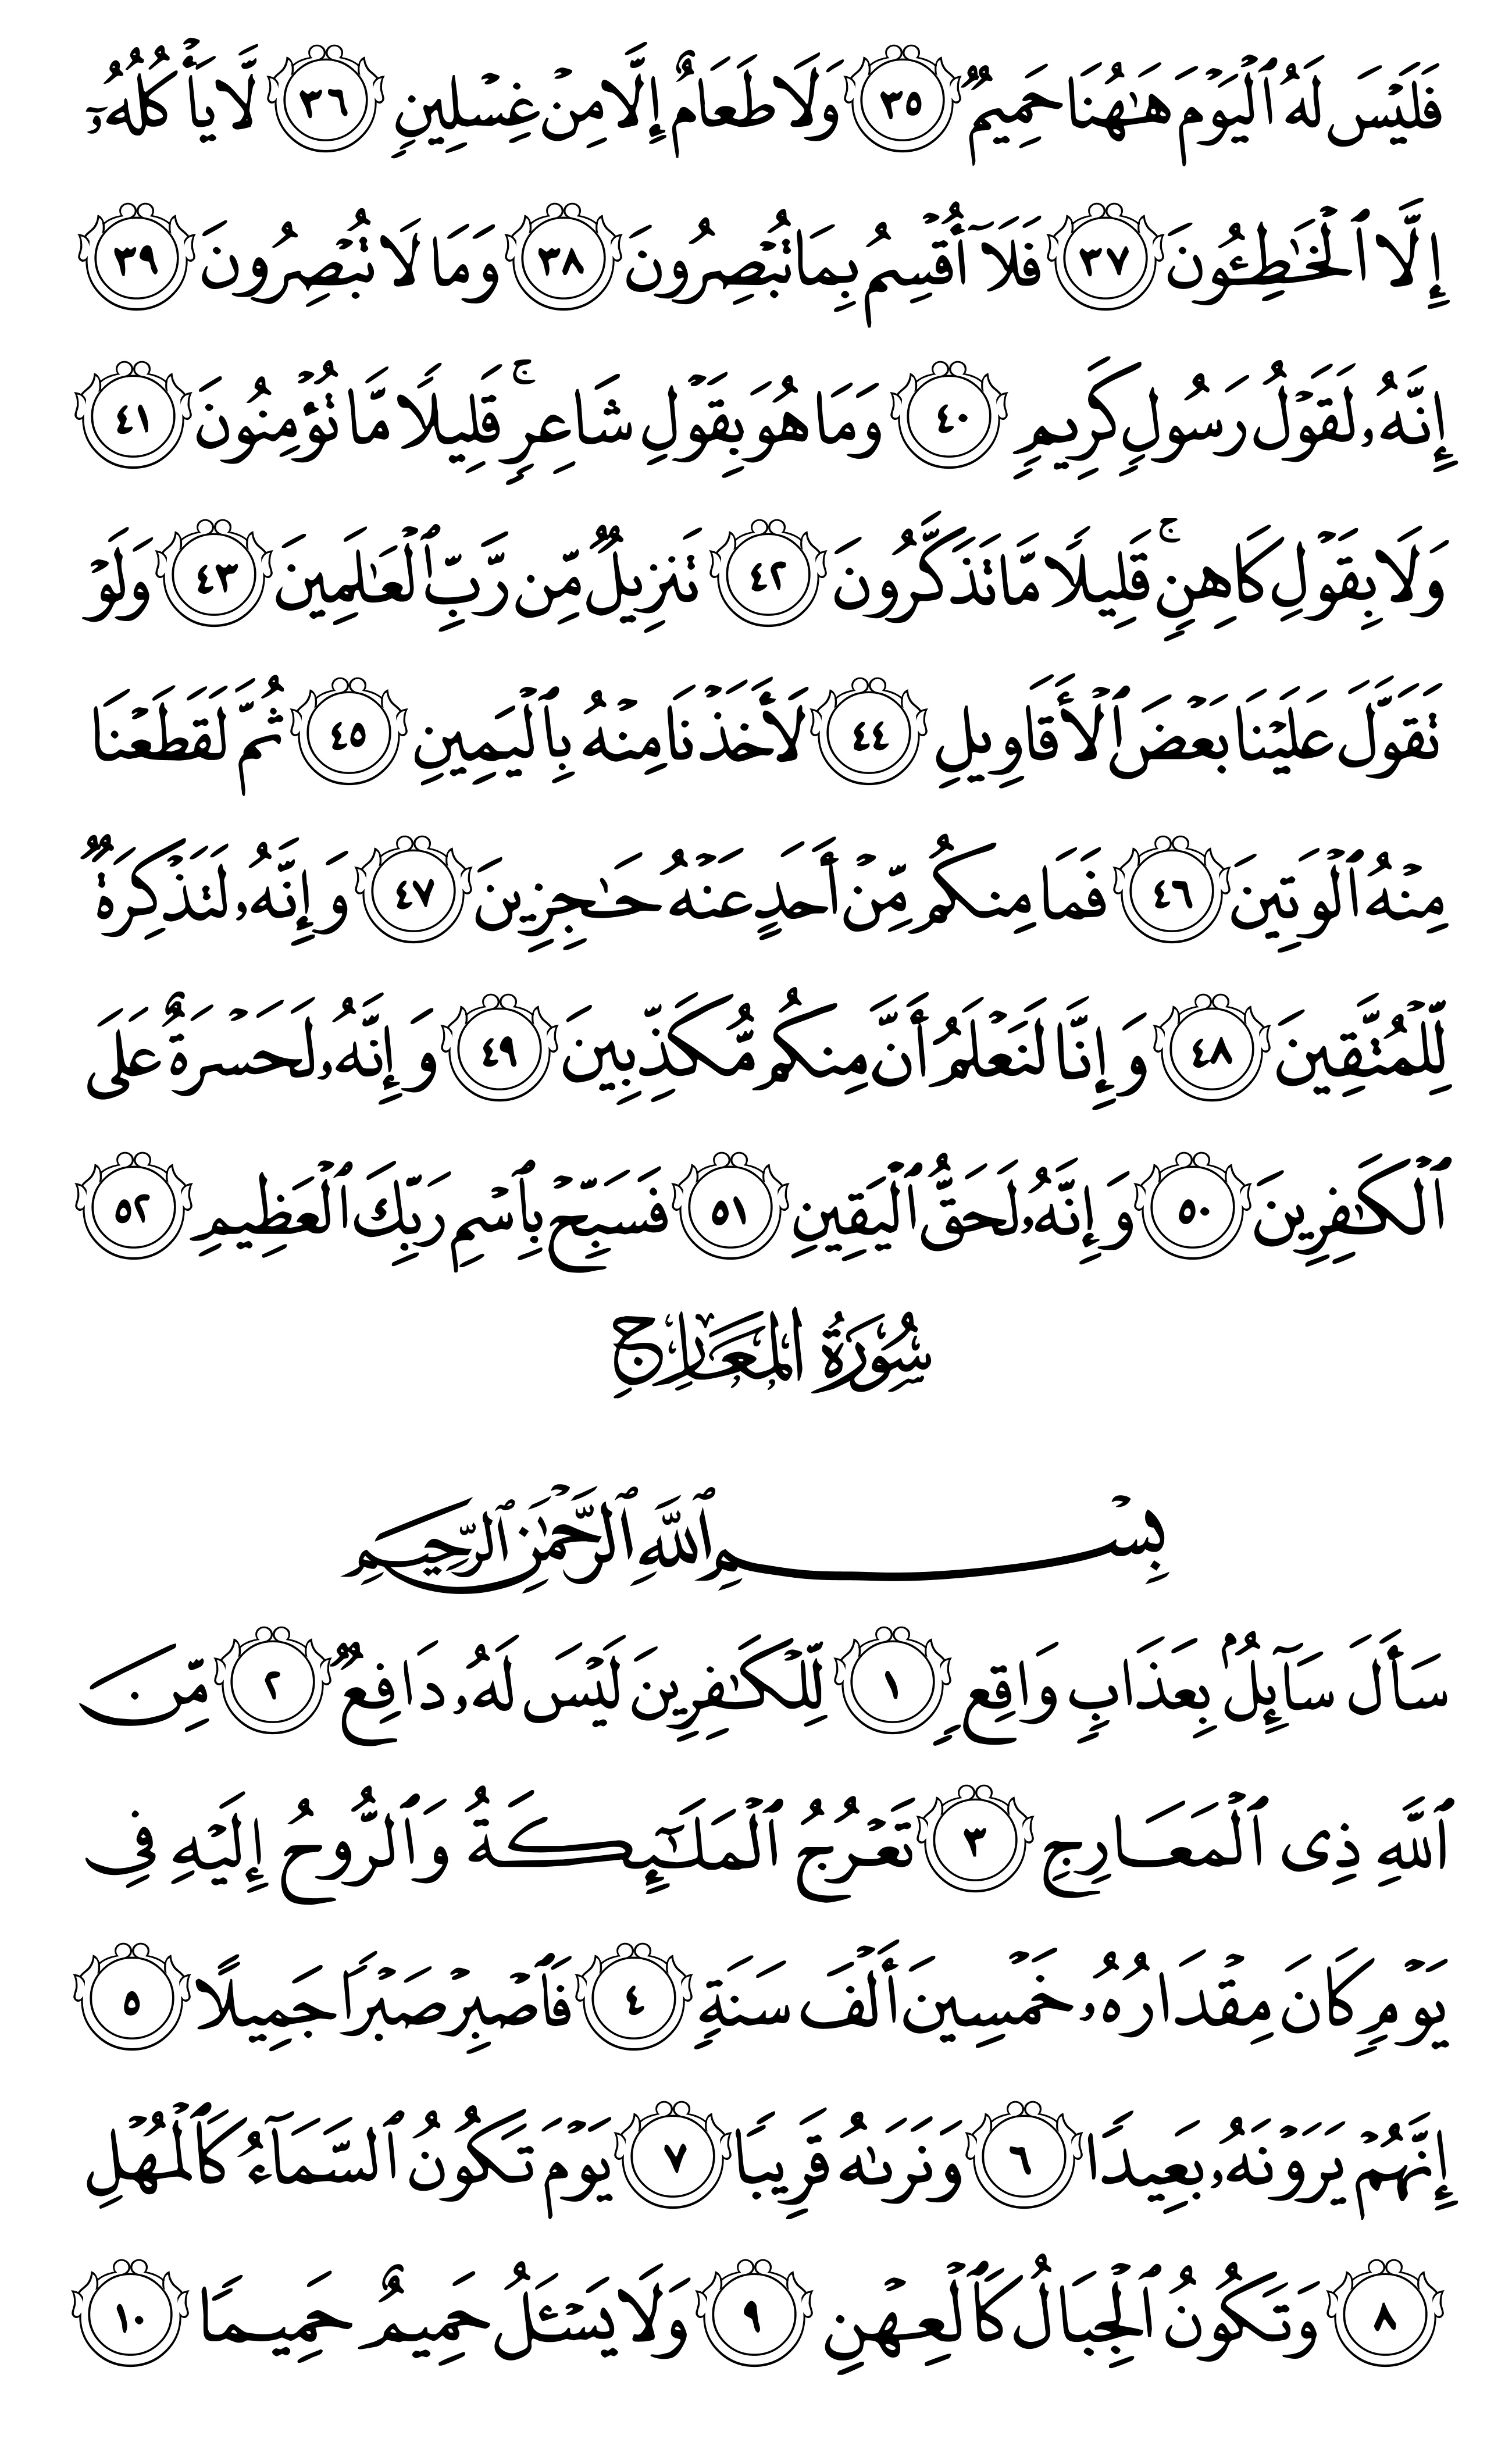 فَلَيْسَ لَهُ ٱلْيَوْمَ هَـٰهُنَا حَمِيمٌ ٣٥ وَلَا طَعَامٌ إِلَّا مِنْ غِسْلِينٍ ٣٦ لَّا يَأْكُلُهُۥٓ
إِلَّا ٱلْخَـٰطِـُٔونَ ٣٧ فَلَآ أُقْسِمُ بِمَا تُبْصِرُونَ ٣٨ وَمَا لَا تُبْصِرُونَ ٣٩
إِنَّهُۥ لَقَوْلُ رَسُولٍ كَرِيمٍ ٤٠ وَمَا هُوَ بِقَوْلِ شَاعِرٍ ۚ قَلِيلًا مَّا تُؤْمِنُونَ ٤١
وَلَا بِقَوْلِ كَاهِنٍ ۚ قَلِيلًا مَّا تَذَكَّرُونَ ٤٢ تَنزِيلٌ مِّن رَّبِّ ٱلْعَـٰلَمِينَ ٤٣ وَلَوْ
تَقَوَّلَ عَلَيْنَا بَعْضَ ٱلْأَقَاوِيلِ ٤٤ لَأَخَذْنَا مِنْهُ بِٱلْيَمِينِ ٤٥ ثُمَّ لَقَطَعْنَا
مِنْهُ ٱلْوَتِينَ ٤٦ فَمَا مِنكُم مِّنْ أَحَدٍ عَنْهُ حَـٰجِزِينَ ٤٧ وَإِنَّهُۥ لَتَذْكِرَةٌ
لِّلْمُتَّقِينَ ٤٨ وَإِنَّا لَنَعْلَمُ أَنَّ مِنكُم مُّكَذِّبِينَ ٤٩ وَإِنَّهُۥ لَحَسْرَةٌ عَلَى
ٱلْكَـٰفِرِينَ ٥٠ وَإِنَّهُۥ لَحَقُّ ٱلْيَقِينِ ٥١ فَسَبِّحْ بِٱسْمِ رَبِّكَ ٱلْعَظِيمِ ٥٢
سُورَةُ المَعَارِجِ
بِسْمِ ٱللَّهِ ٱلرَّحْمَـٰنِ ٱلرَّحِيمِ
سَأَلَ سَآئِلٌۢ بِعَذَابٍ وَاقِعٍ ١ لِّلْكَـٰفِرِينَ لَيْسَ لَهُۥ دَافِعٌ ٢ مِّنَ
ٱللَّهِ ذِى ٱلْمَعَارِجِ ٣ تَعْرُجُ ٱلْمَلَـٰٓئِكَةُ وَٱلرُّوحُ إِلَيْهِ فِى
يَوْمٍ كَانَ مِقْدَارُهُۥ خَمْسِينَ أَلْفَ سَنَةٍ ٤ فَٱصْبِرْ صَبْرًا جَمِيلًا ٥
إِنَّهُمْ يَرَوْنَهُۥ بَعِيدًا ٦ وَنَرَىٰهُ قَرِيبًا ٧ يَوْمَ تَكُونُ ٱلسَّمَآءُ كَٱلْمُهْلِ
٨ وَتَكُونُ ٱلْجِبَالُ كَٱلْعِهْنِ ٩ وَلَا يَسْـَٔلُ حَمِيمٌ حَمِيمًا ١٠